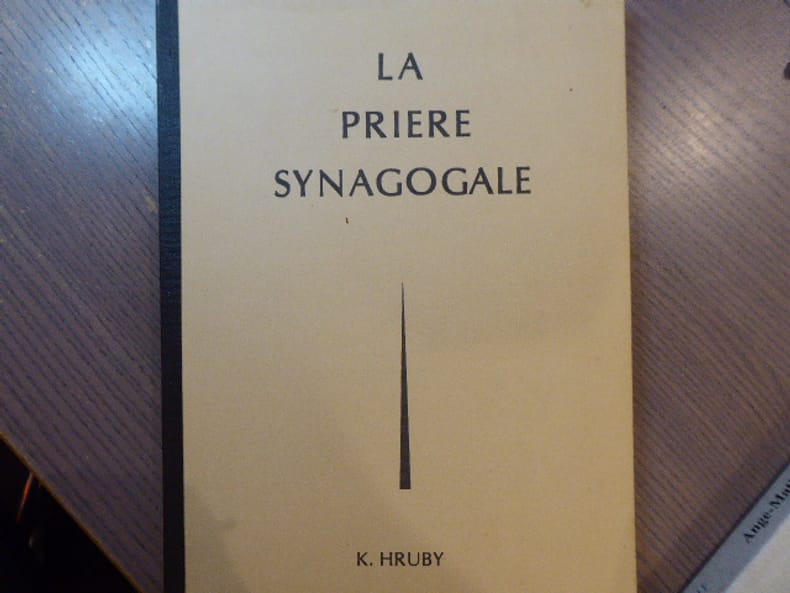 LA
PRIERE
SYNAGOGALE
K. HRUBY